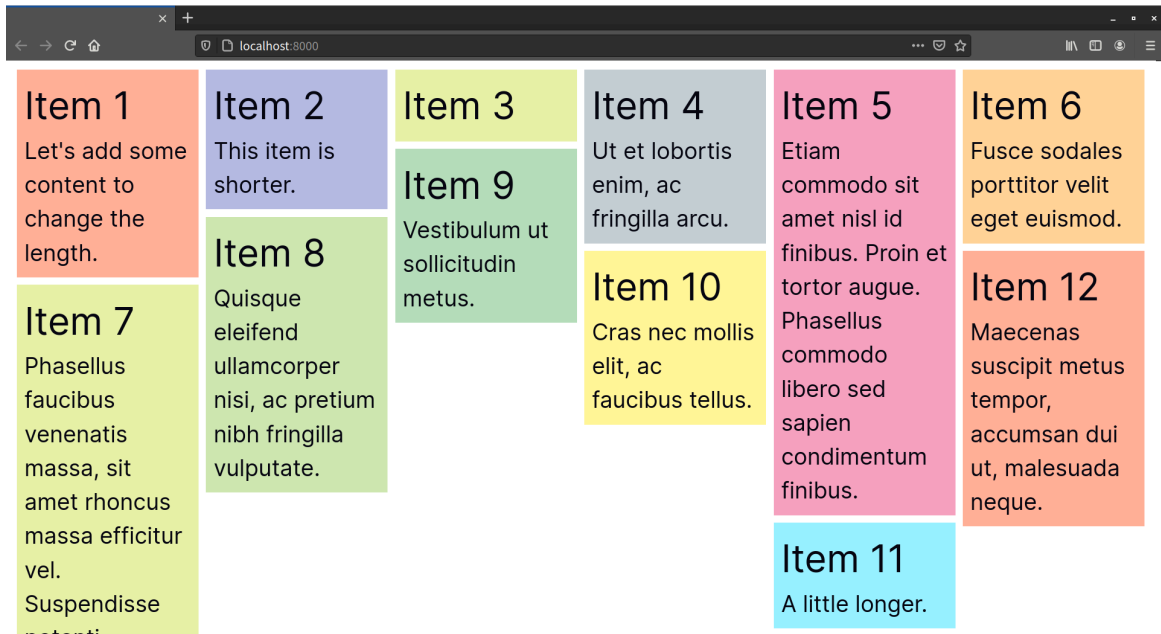 localhost:8000
Item 1
Let's add some
content to
change the
length.
Item 2
This item is
shorter.
Item 3
Item 4
Ut et lobortis
enim, ac
fringilla arcu.
Item 5
Etiam
commodo sit
amet nisl id
finibus. Proin et
tortor augue.
Phasellus
commodo
libero sed
sapien
condimentum
finibus.
Item 6
Fusce sodales
porttitor velit
eget euismod.
Item 7
Phasellus
faucibus
venenatis
massa, sit
amet rhoncus
massa efficitur
vel.
Suspendisse
Item 8
Quisque
eleifend
ullamcorper
nisi, ac pretium
nibh fringilla
vulputate.
Item 9
Vestibulum ut
sollicitudin
metus.
Item 10
Cras nec mollis
elit, ac
faucibus tellus.
Item 11
A little longer.
Item 12
Maecenas
suscipit metus
tempor,
accumsan dui
ut, malesuada
neque.